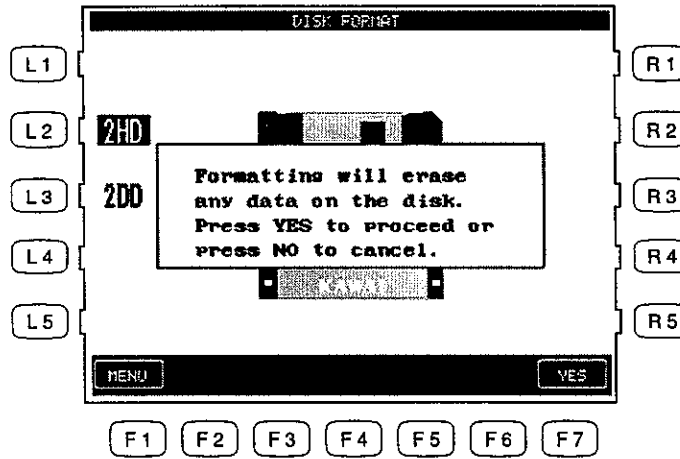 DISK FORMAT
L1
R1
L2
2HD
R2
Formatting will erase
any data on the disk.
Press YES to proceed or
press NO to cancel.
L3
2DD
R3
L4
R4
KAWAI
L5
R5
MENU
YES
F1 F2 F3 F4 F5 F6 F7